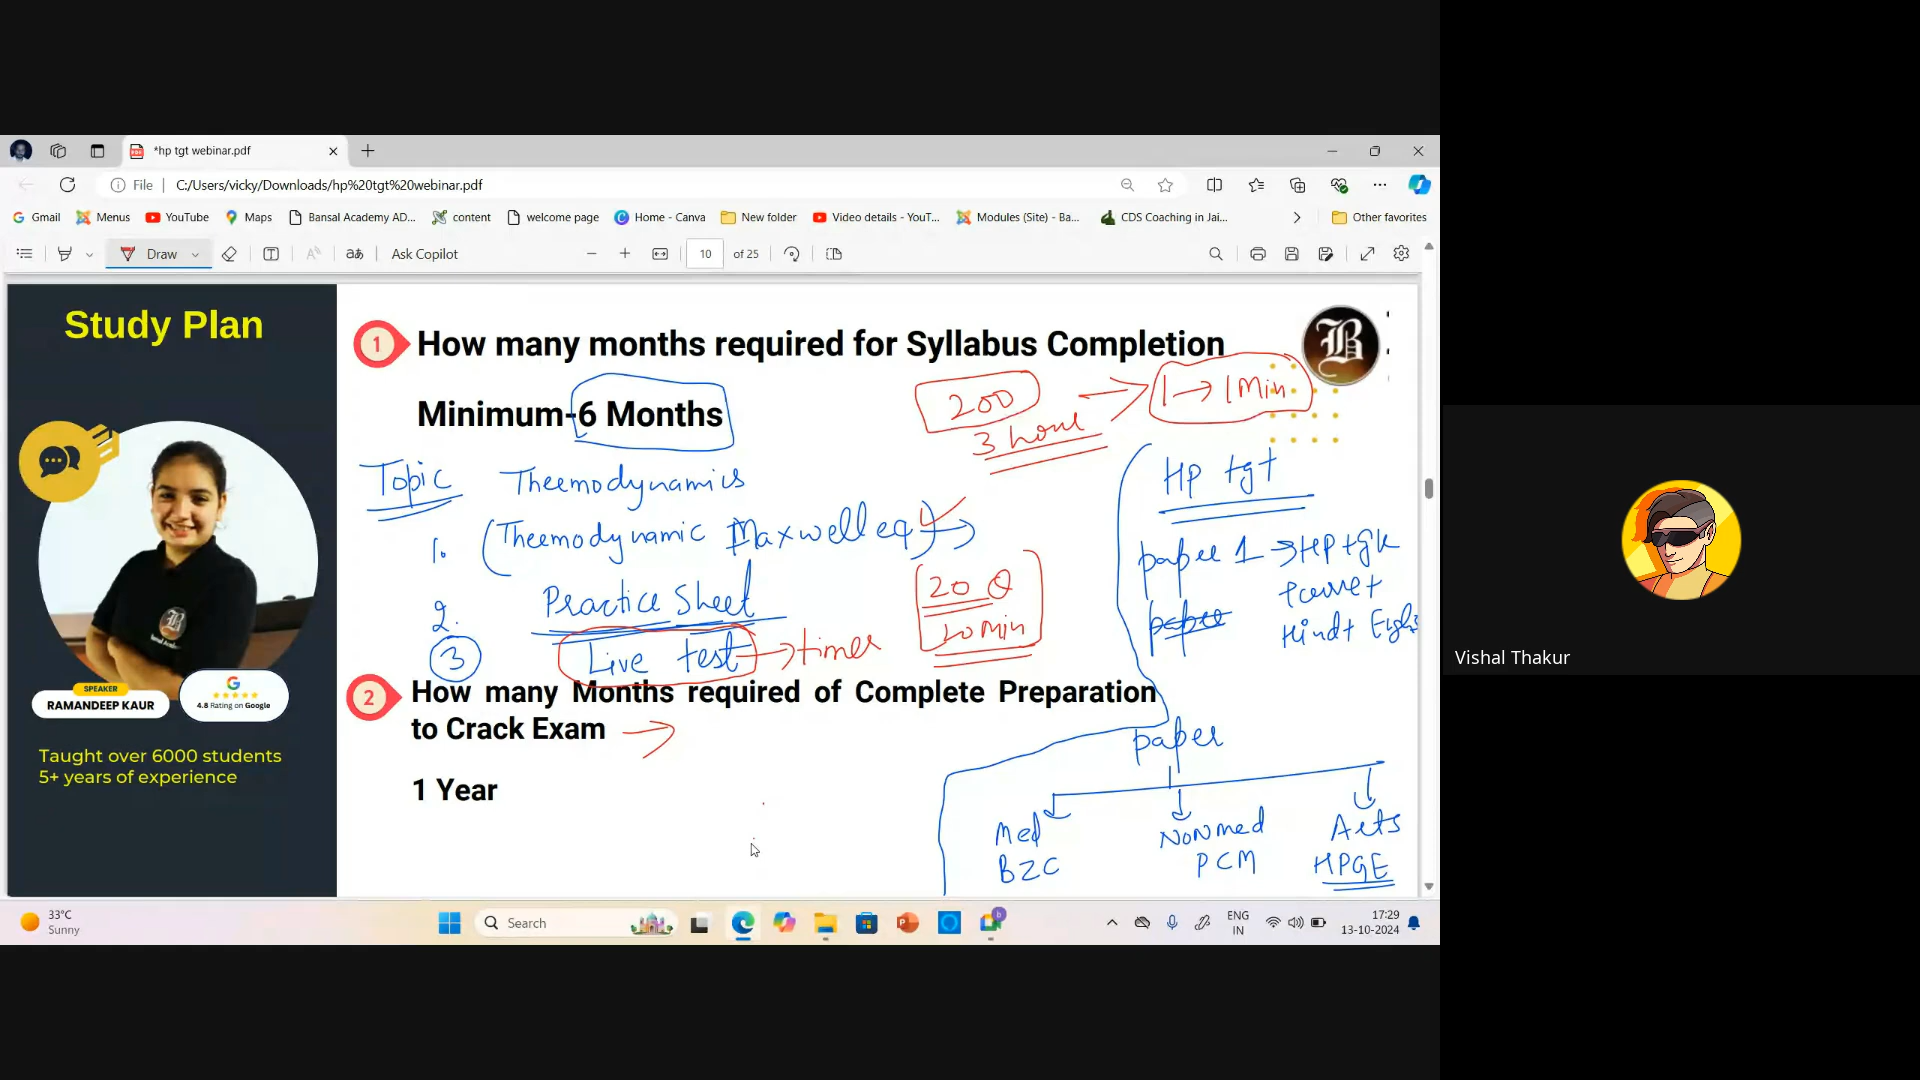 *hp tgt webinar.pdf
File
C:/Users/vicky/Downloads/hp%20tgt%20webinar.pdf
Gmail
Menus
YouTube
Maps
Bansal Academy AD...
content
welcome page
Home - Canva
New folder
Video details - YouT...
Modules (Site) - Ba...
CDS Coaching in Jai...
Other favorites
Draw
Ask Copilot
10 of 25
Study Plan
SPEAKER
RAMANDEEP KAUR
4.8 Rating on Google
Taught over 6000 students
5+ years of experience
1 How many months required for Syllabus Completion
Minimum-6 Months
200
3 hour
1 → 1 Min
Topic Thermodynamics
1. (Thermodynamic Maxwell eq)
2. Practice Sheet
3 Live test → timer
20 Q
20 Min
HP tgt
paper 1 → HP + gk
Hindi + Engli
2 How many Months required of Complete Preparation
to Crack Exam
1 Year
paper
Med
BZC
Non med
PCM
Arts
HPGE
33°C
Sunny
Search
ENG
IN
17:29
13-10-2024
Vishal Thakur